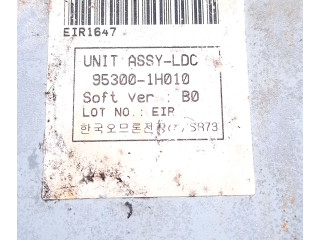 EIR1647
UNIT ASSY-LDC
95300-1H010
Soft Ver. : B0
LOT NO.: EIR
한국오므론전 SR73